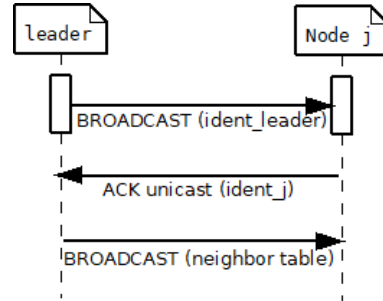 leader
Node j
BROADCAST (ident_leader)
ACK unicast (ident_j)
BROADCAST (neighbor table)